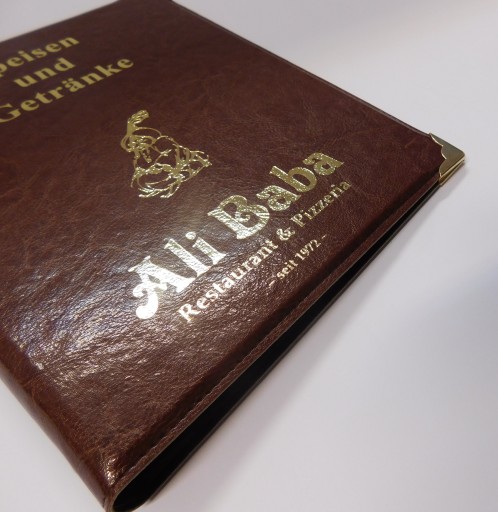 peisen
und
Getränke
Ali Baba
Restaurant & Pizzeria
- seit 1972 -